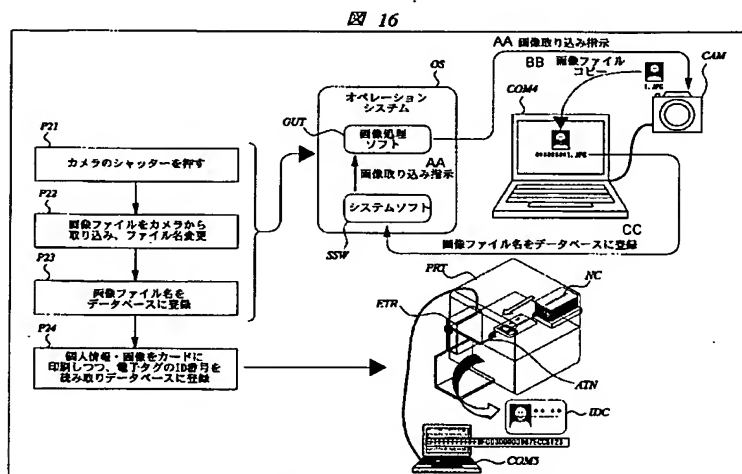 図 16
P21
カメラのシャッターを押す
P22
画像ファイルをカメラから
取り込み、ファイル名変更
P23
画像ファイル名を
データベースに登録
P24
個人情報・画像をカードに
印刷しつつ、電子タグのID番号を
読み取りデータベースに登録
OS
オペレーション
システム
GUT
画像処理
ソフト
AA
画像取り込み指示
システムソフト
SSW
AA 画像取り込み指示
BB 画像ファイル
コピー
1.JPG
CAM
COM4
CC
画像ファイル名をデータベースに登録
PRT
NC
ETR
ATN
IDC
COM3